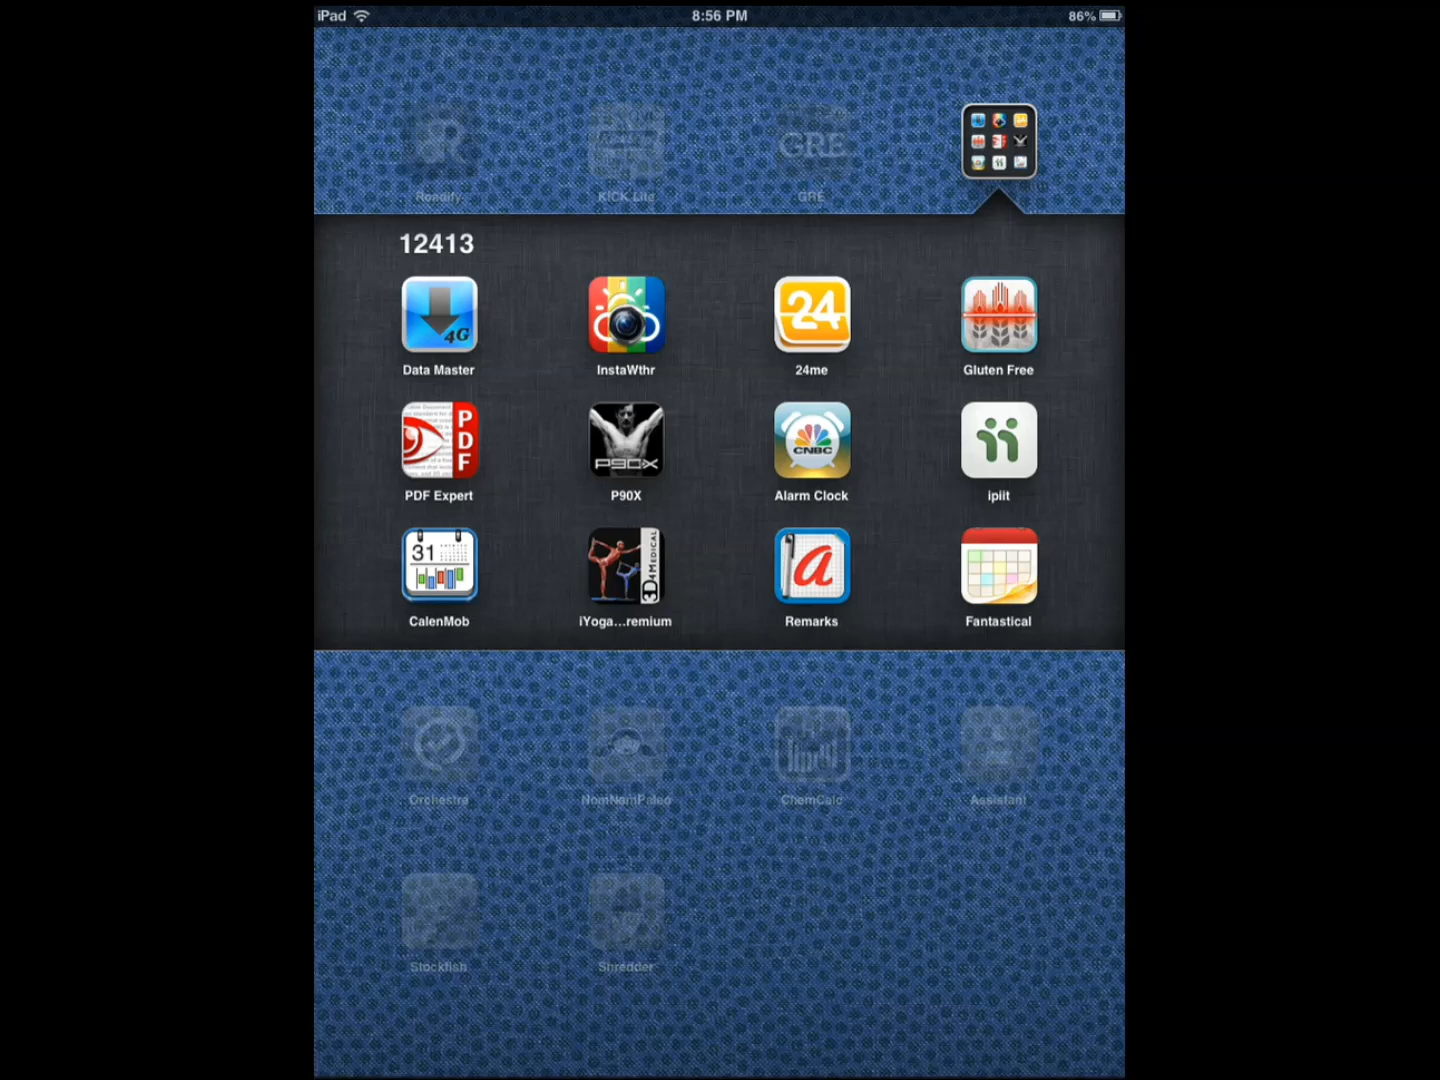 iPad 8:56 PM 86%
GRE
Readify KICK Lite GRE
12413
4G 24
Data Master InstaWthr 24me Gluten Free
PDF P90X CNBC
PDF Expert P90X Alarm Clock ipiit
31 3D4MEDICAL a
CalenMob iYoga...remium Remarks Fantastical
Orchestra NomNomPaleo ChemCalc Assistant
Stockfish Shredder